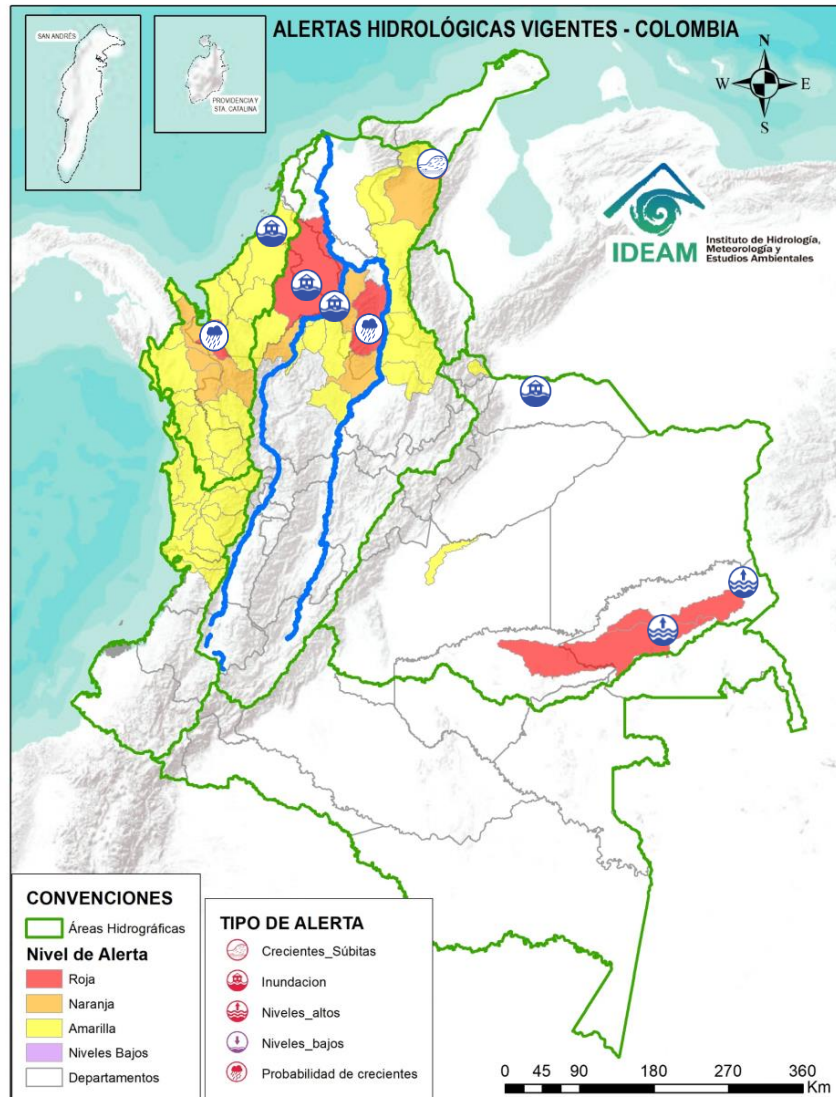 ALERTAS HIDROLÓGICAS VIGENTES - COLOMBIA
SAN ANDRÉS
PROVIDENCIA Y
STA. CATALINA
N
W
E
S
IDEAM
Instituto de Hidrología,
Meteorología y
Estudios Ambientales
CONVENCIONES
Áreas Hidrográficas
Nivel de Alerta
Roja
Naranja
Amarilla
Niveles Bajos
Departamentos
TIPO DE ALERTA
Crecientes_Súbitas
Inundacion
Niveles_altos
Niveles_bajos
Probabilidad de crecientes
0 45 90 180 270 360
Km